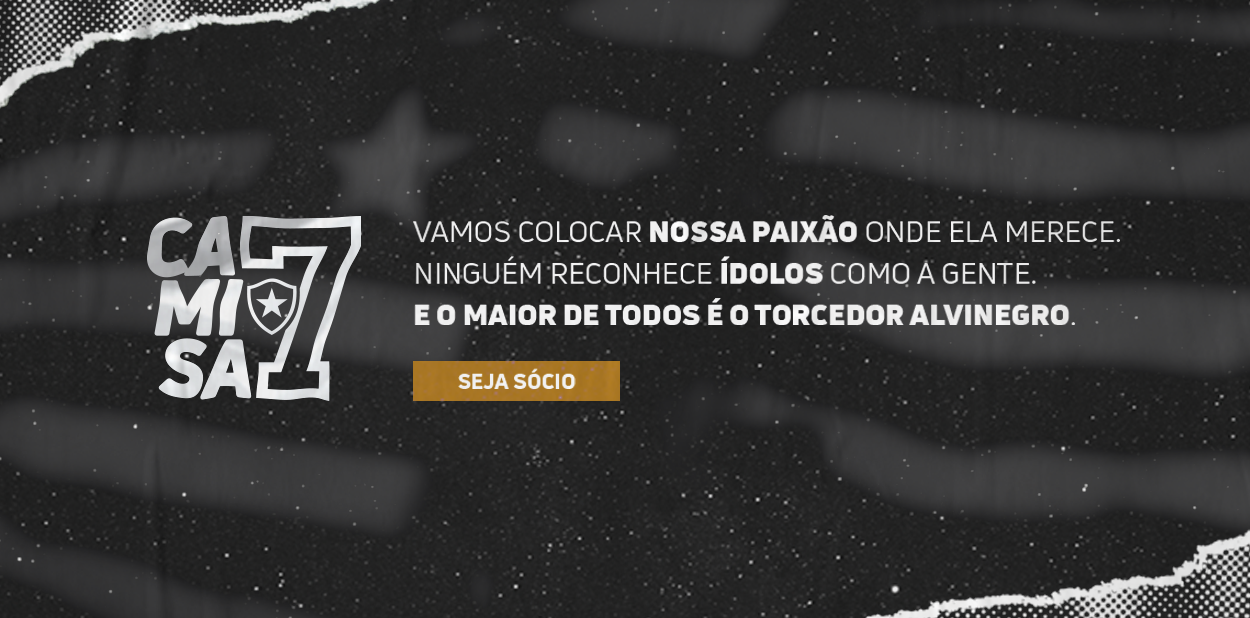 CA
MI
SA 7
VAMOS COLOCAR NOSSA PAIXÃO ONDE ELA MERECE.
NINGUÉM RECONHECE ÍDOLOS COMO A GENTE.
E O MAIOR DE TODOS É O TORCEDOR ALVINEGRO.
SEJA SÓCIO